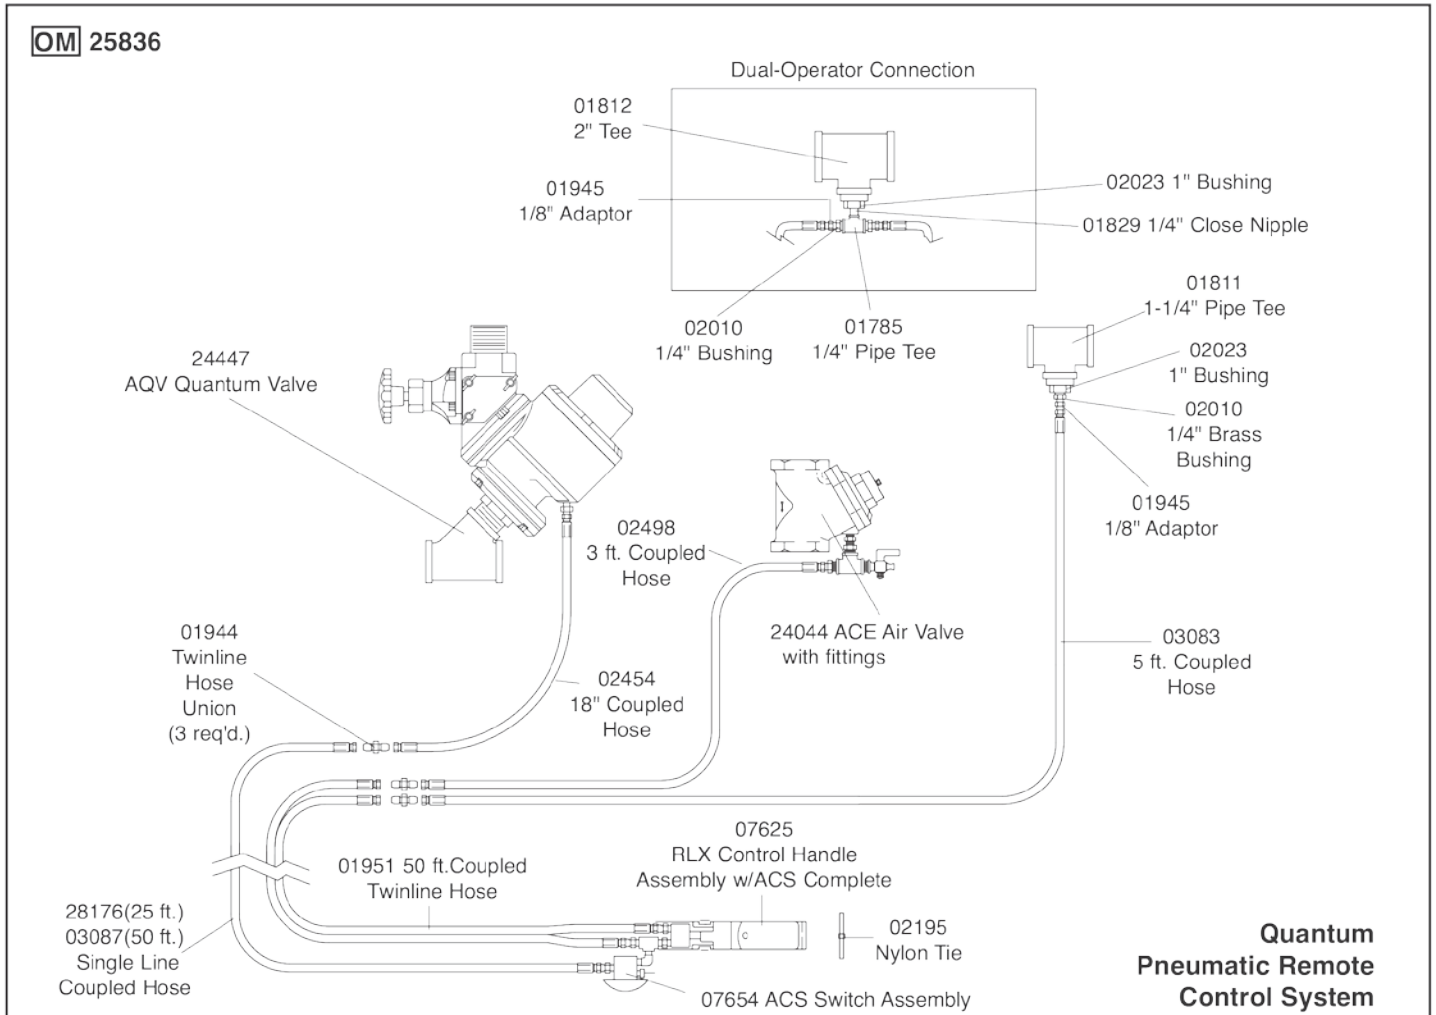 OM 25836
Dual-Operator Connection
01812
2" Tee
01945
1/8" Adaptor
02023 1" Bushing
01829 1/4" Close Nipple
02010
1/4" Bushing
01785
1/4" Pipe Tee
01811
1-1/4" Pipe Tee
02023
1" Bushing
02010
1/4" Brass
Bushing
01945
1/8" Adaptor
24447
AQV Quantum Valve
02498
3 ft. Coupled
Hose
24044 ACE Air Valve
with fittings
03083
5 ft. Coupled
Hose
01944
Twinline
Hose
Union
(3 req'd.)
02454
18" Coupled
Hose
01951 50 ft.Coupled
Twinline Hose
07625
RLX Control Handle
Assembly w/ACS Complete
28176(25 ft.)
03087(50 ft.)
Single Line
Coupled Hose
02195
Nylon Tie
07654 ACS Switch Assembly
Quantum
Pneumatic Remote
Control System